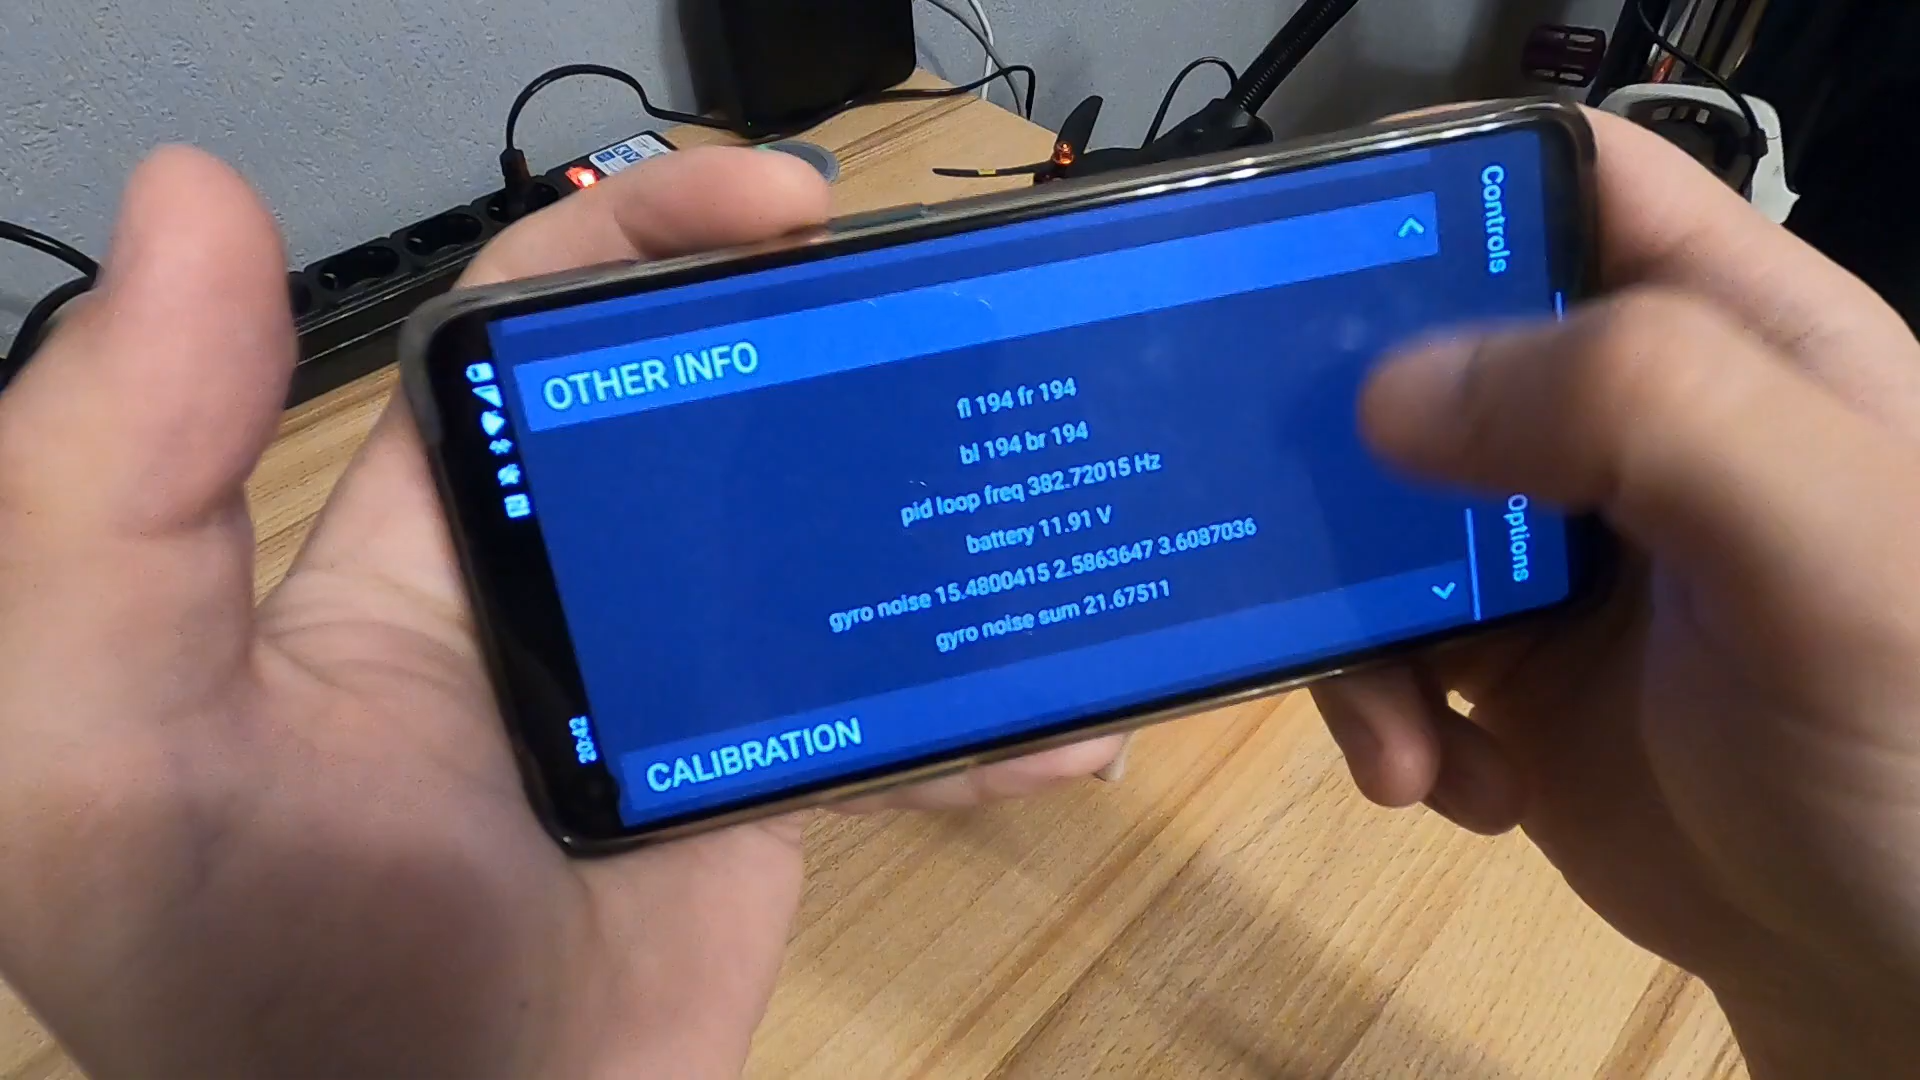 Controls
OTHER INFO
fl 194 fr 194
bl 194 br 194
pid loop freq 382.72015 Hz
battery 11.91 V
gyro noise 15.4800415 2.5863647 3.6087036
gyro noise sum 21.67511
Options
CALIBRATION
20:42